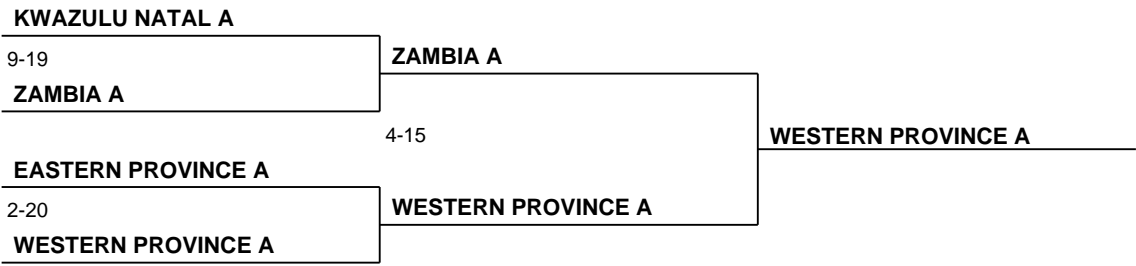 KWAZULU NATAL A
9-19
ZAMBIA A
ZAMBIA A
4-15
WESTERN PROVINCE A
EASTERN PROVINCE A
2-20
WESTERN PROVINCE A
WESTERN PROVINCE A